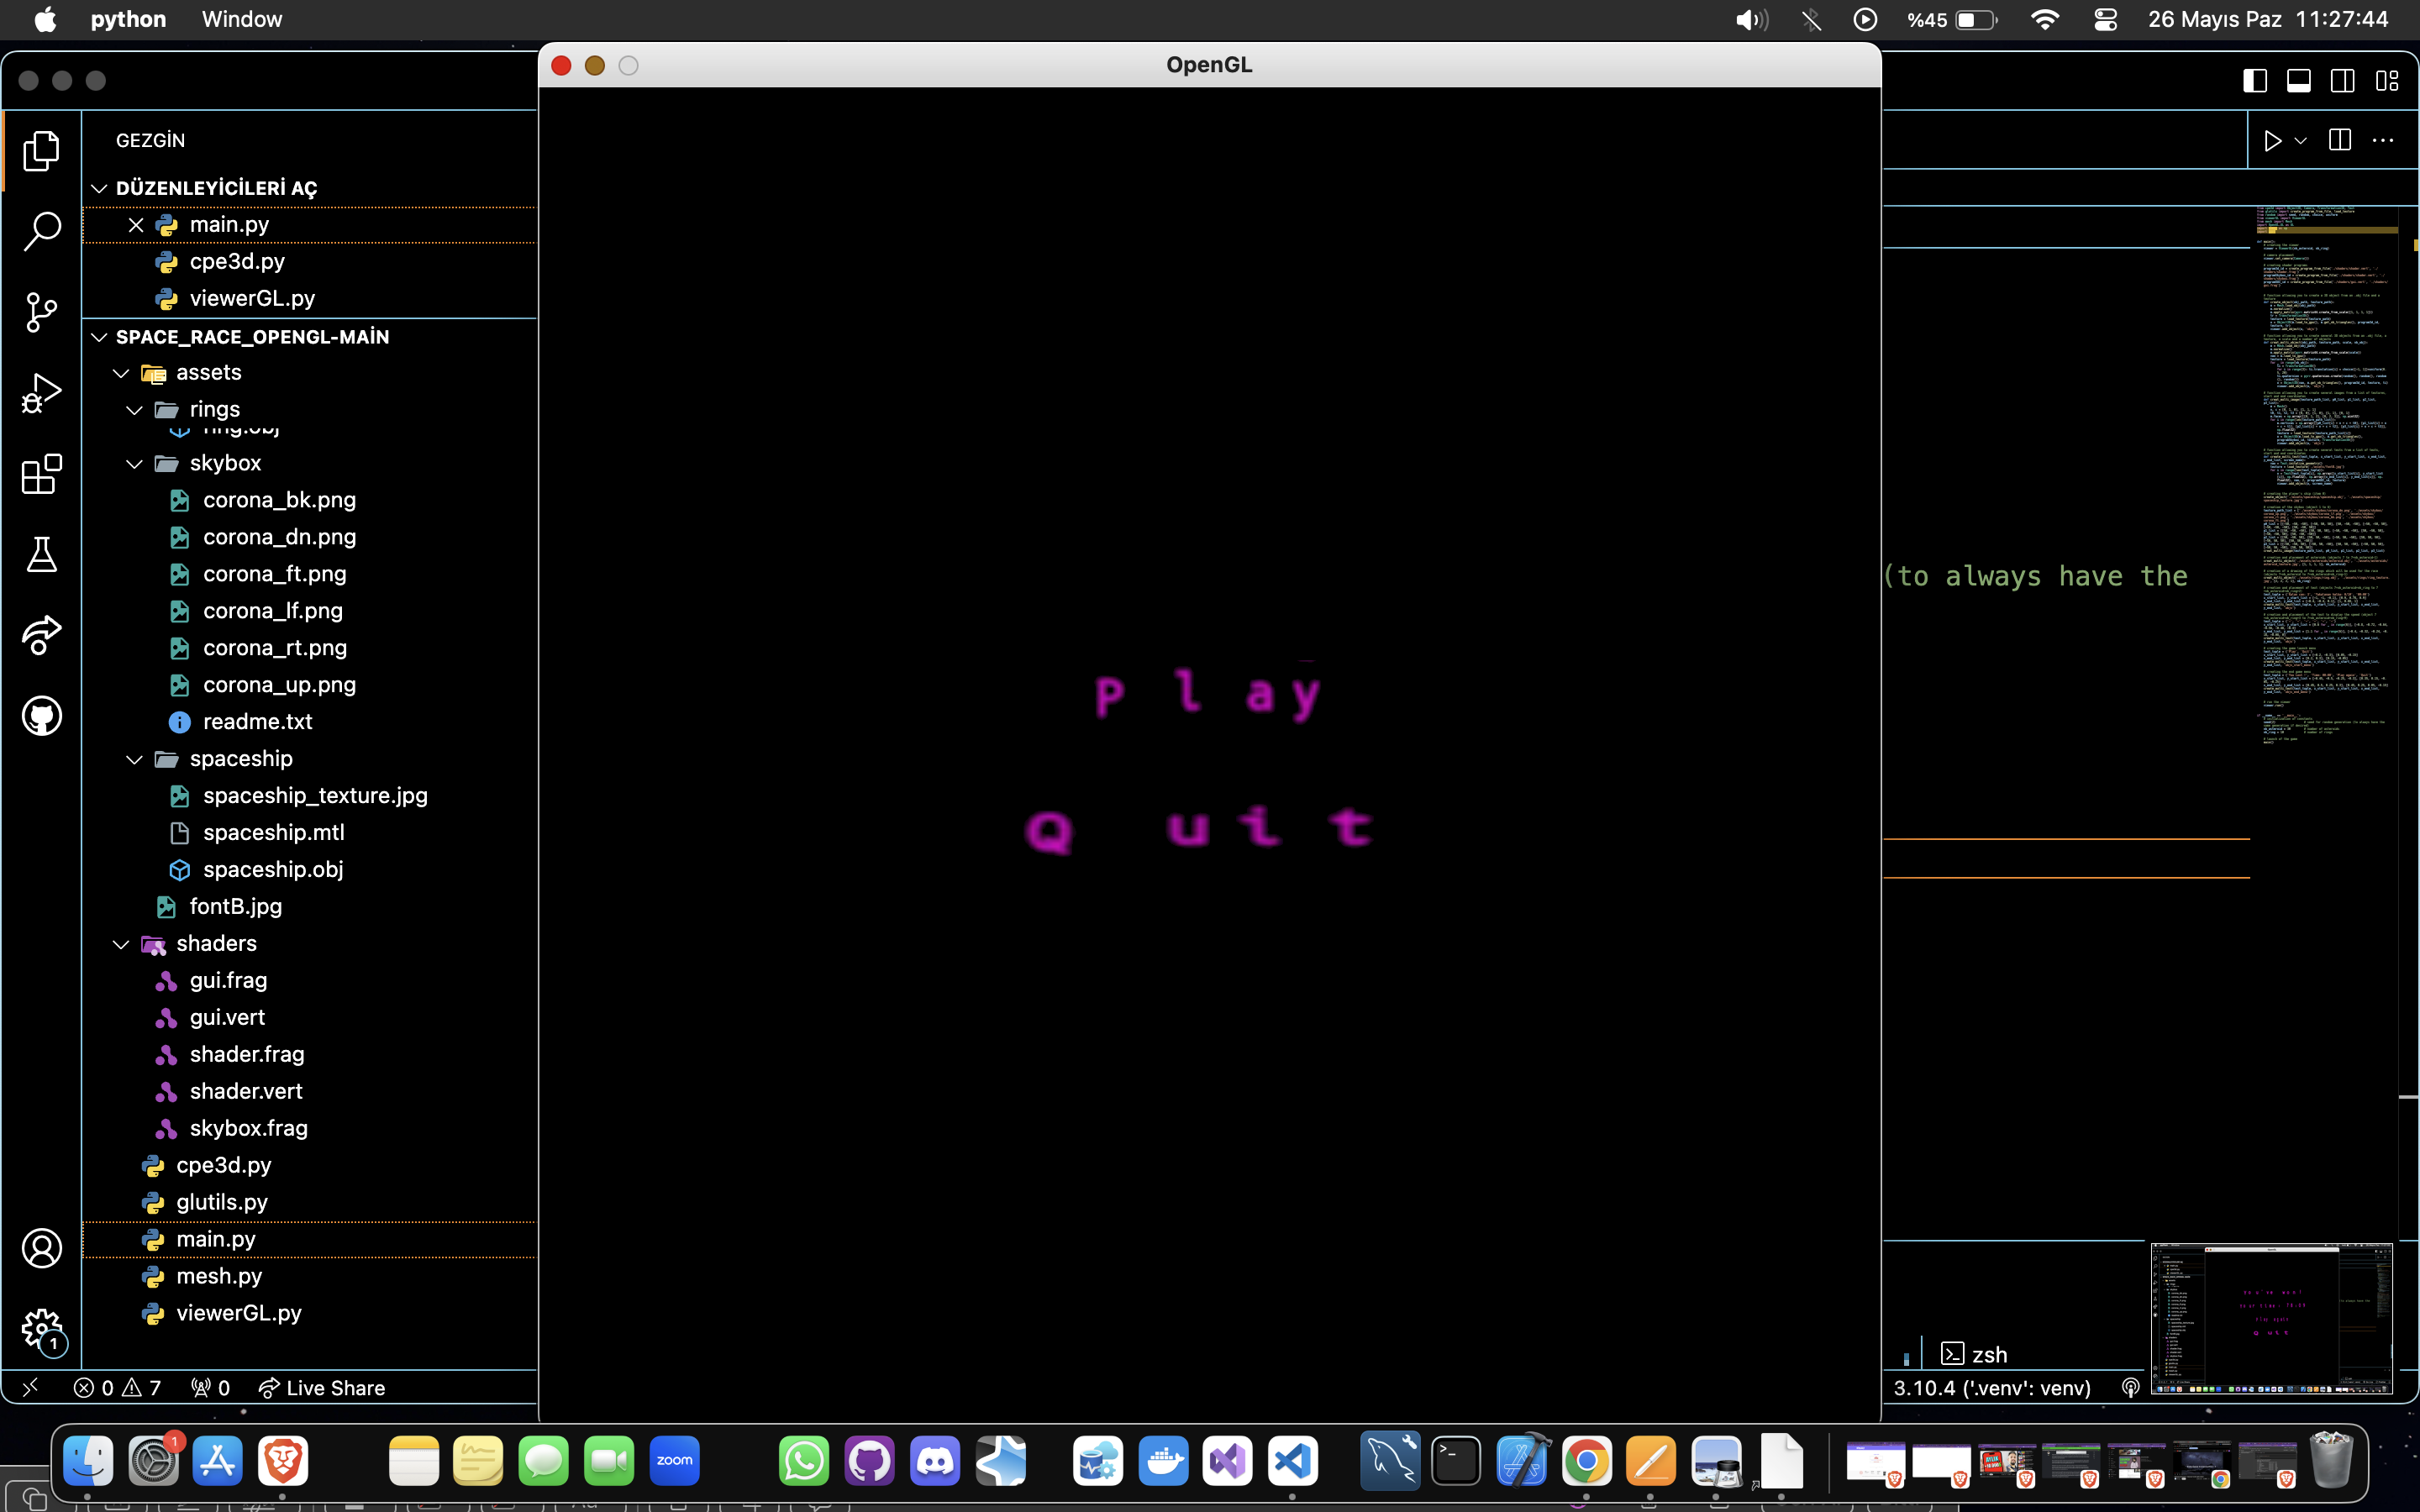 python Window %45 26 Mayıs Paz 11:27:44
OpenGL
GEZGİN
DÜZENLEYİCİLERİ AÇ
main.py
cpe3d.py
viewerGL.py
SPACE_RACE_OPENGL-MAİN
assets
rings
ring.obj
skybox
corona_bk.png
corona_dn.png
corona_ft.png
corona_lf.png
corona_rt.png
corona_up.png
readme.txt
spaceship
spaceship_texture.jpg
spaceship.mtl
spaceship.obj
fontB.jpg
shaders
gui.frag
gui.vert
shader.frag
shader.vert
skybox.frag
cpe3d.py
glutils.py
main.py
mesh.py
viewerGL.py
1
0 7 0 Live Share
Play
Quit
(to always have the
zsh
3.10.4 ('.venv': venv)
1
zoom